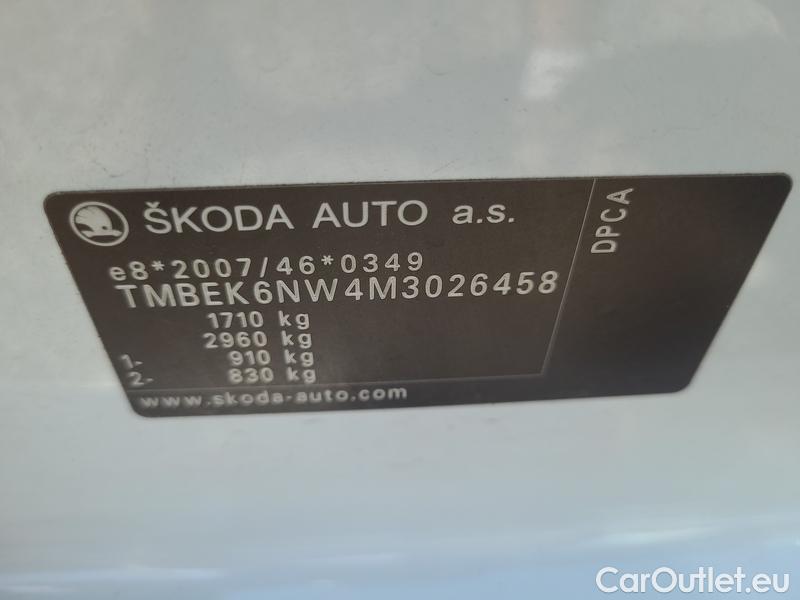 ŠKODA AUTO a.s.
e8*2007/46*0349
TMBEK6NW4M3026458
1710 kg
2960 kg
1- 910 kg
2- 830 kg
www.skoda-auto.com
DPCA
CarOutlet.eu